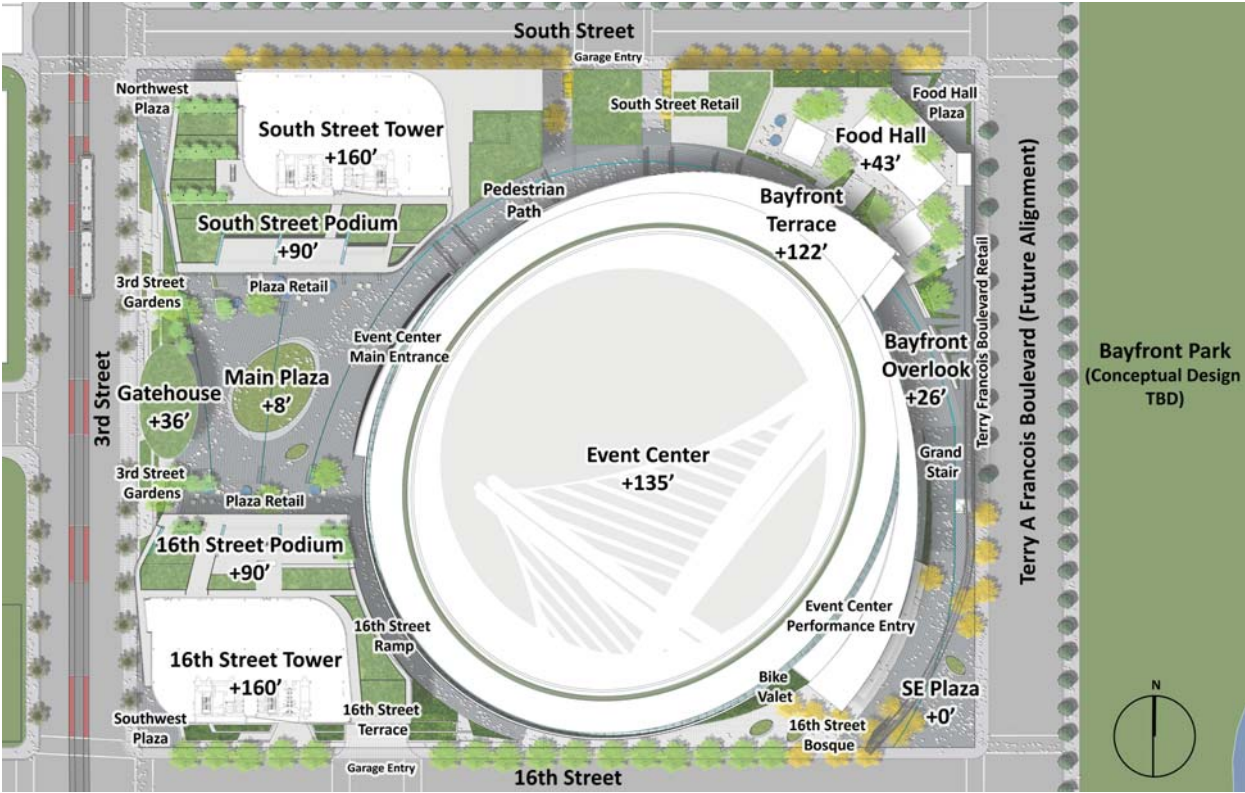 South Street
Garage Entry
Northwest
Plaza
South Street Tower
+160’
South Street Retail
Food Hall
Plaza
Food Hall
+43’
Pedestrian
Path
Bayfront
Terrace
+122’
South Street Podium
+90’
3rd Street
Gardens
Plaza Retail
Event Center
Main Entrance
Main Plaza
+8’
Gatehouse
+36’
3rd Street
Bayfront
Overlook
+26’
Terry Francois Boulevard Retail
Terry A Francois Boulevard (Future Alignment)
Bayfront Park
(Conceptual Design
TBD)
Event Center
+135’
Grand
Stair
3rd Street
Gardens
Plaza Retail
16th Street Podium
+90’
16th Street
Ramp
Event Center
Performance Entry
16th Street Tower
+160’
Bike
Valet
SE Plaza
+0’
N
Southwest
Plaza
16th Street
Terrace
16th Street
Bosque
Garage Entry
16th Street